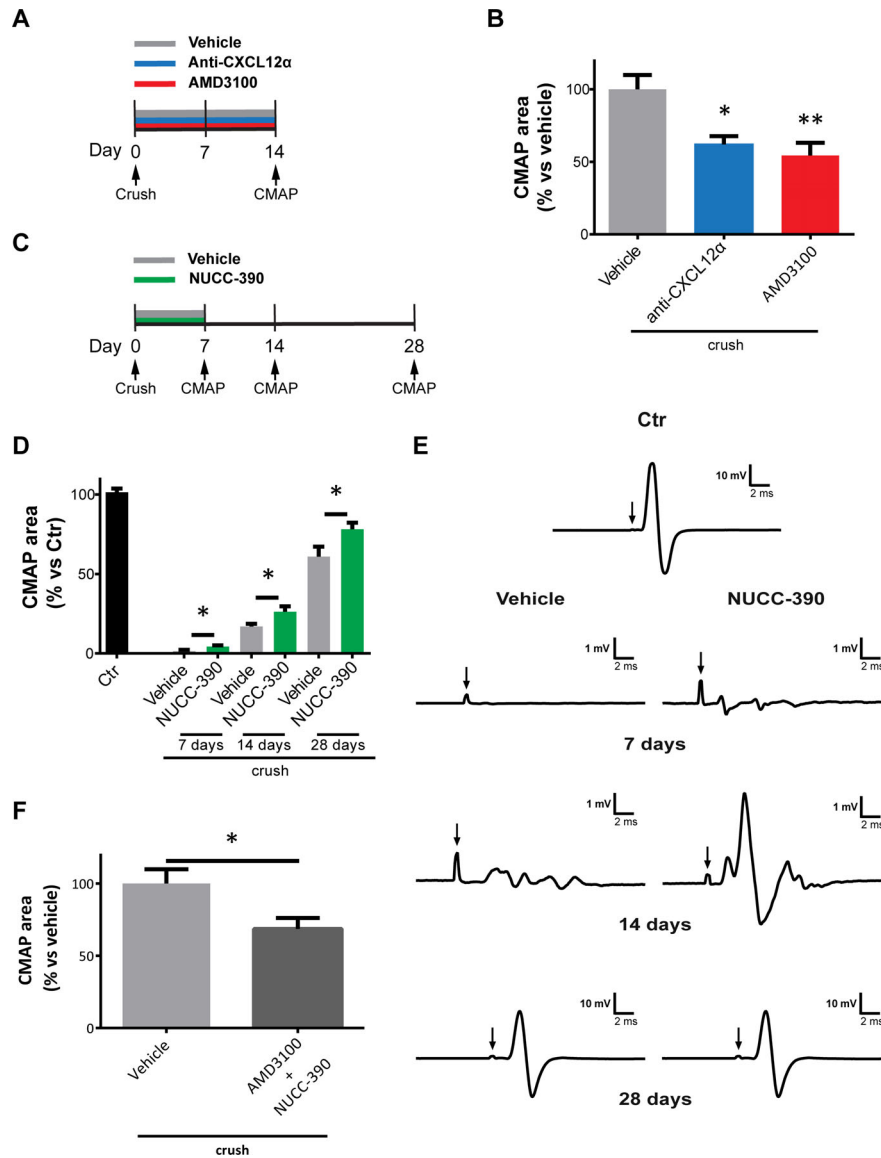 A
Vehicle
Anti-CXCL12α
AMD3100
Day 0 7 14
Crush CMAP
B
CMAP area
(% vs vehicle)
100
50
0
*
**
Vehicle
anti-CXCL12α
AMD3100
crush
C
Vehicle
NUCC-390
Day 0 7 14 28
Crush CMAP CMAP CMAP
D
CMAP area
(% vs Ctr)
100
50
0
*
*
*
Ctr
Vehicle
NUCC-390
Vehicle
NUCC-390
Vehicle
NUCC-390
7 days 14 days 28 days
crush
E
Ctr
10 mV
2 ms
Vehicle NUCC-390
1 mV
2 ms
1 mV
2 ms
7 days
1 mV
2 ms
1 mV
2 ms
14 days
10 mV
2 ms
10 mV
2 ms
28 days
F
CMAP area
(% vs vehicle)
100
50
0
*
Vehicle
AMD3100
+
NUCC-390
crush